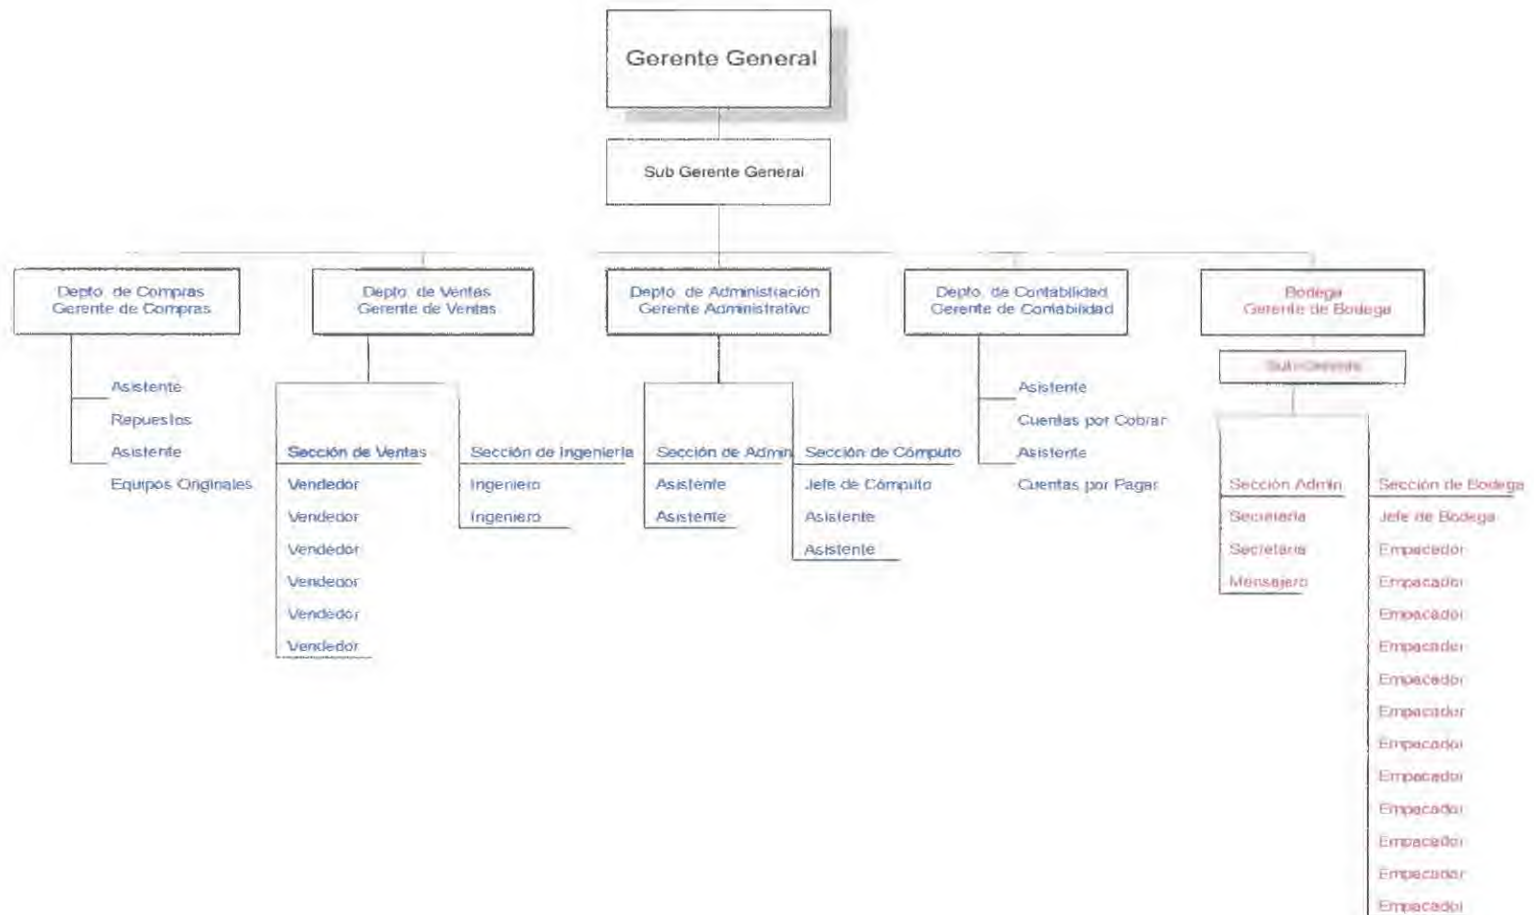 Gerente General
Sub Gerente General
Depto. de Compras
Gerente de Compras
Asistente
Repuestos
Asistente
Equipos Originales
Depto. de Ventas
Gerente de Ventas
Sección de Ventas
Vendedor
Vendedor
Vendedor
Vendedor
Vendedor
Vendedor
Sección de Ingeniería
Ingeniero
Ingeniero
Depto. de Administración
Gerente Administrativo
Sección de Admin
Asistente
Asistente
Sección de Cómputo
Jefe de Cómputo
Asistente
Asistente
Depto. de Contabilidad
Gerente de Contabilidad
Asistente
Cuentas por Cobrar
Asistente
Cuentas por Pagar
Bodega
Gerente de Bodega
Sub-Gerente
Sección Admin.
Secretaria
Secretaria
Mensajero
Sección de Bodega
Jefe de Bodega
Empacador
Empacador
Empacador
Empacador
Empacador
Empacador
Empacador
Empacador
Empacador
Empacador
Empacador
Empacador